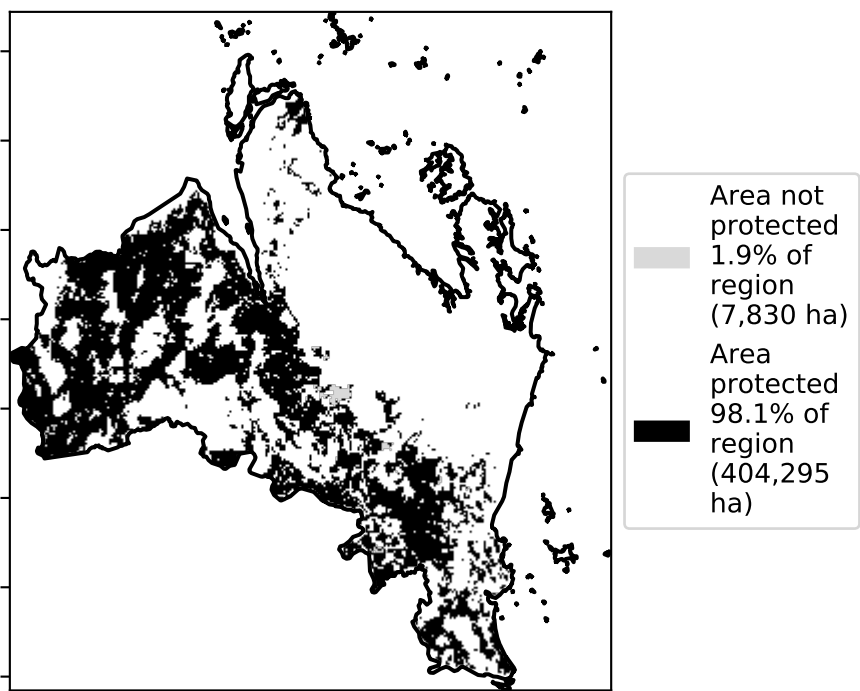 Area not
protected
1.9% of
region
(7,830 ha)
Area
protected
98.1% of
region
(404,295
ha)